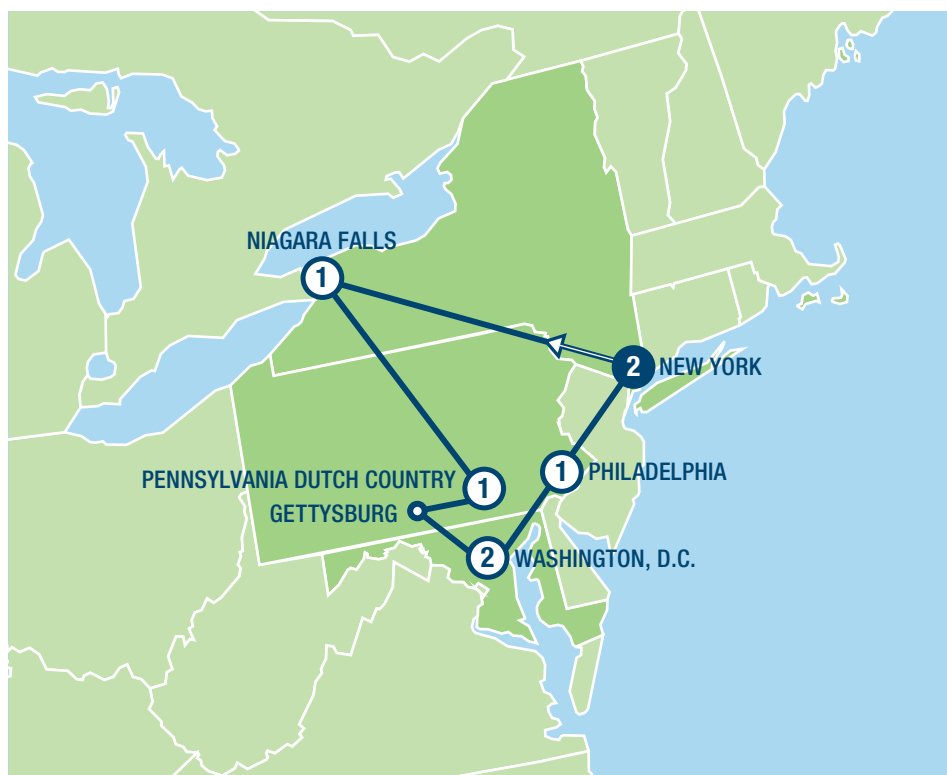 NIAGARA FALLS
1
2 NEW YORK
PENNSYLVANIA DUTCH COUNTRY 1
1 PHILADELPHIA
GETTYSBURG
2 WASHINGTON, D.C.